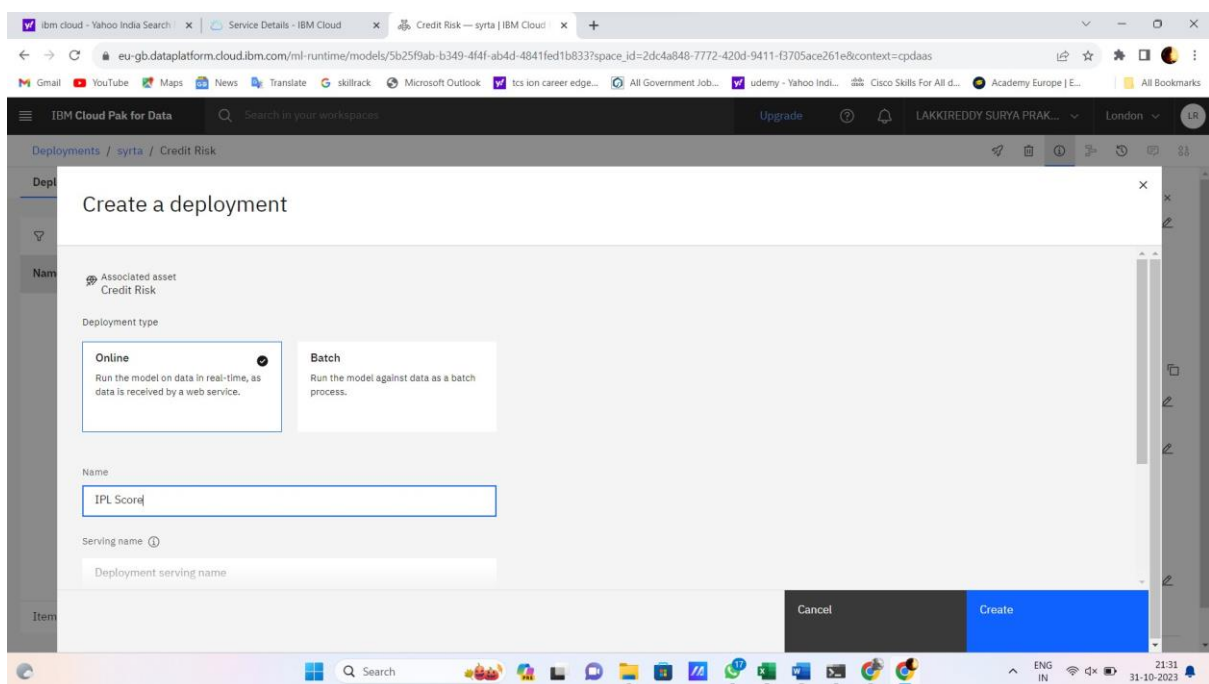 ibm cloud - Yahoo India Search
Service Details - IBM Cloud
Credit Risk — syrta | IBM Cloud
eu-gb.dataplatform.cloud.ibm.com/ml-runtime/models/5b25f9ab-b349-4f4f-ab4d-4841fed1b833?space_id=2dc4a848-7772-420d-9411-f3705ace261e&context=cpdaas
Gmail YouTube Maps News Translate skillrack Microsoft Outlook tcs ion career edge... All Government Job... udemy - Yahoo Indi... Cisco Skills For All d... Academy Europe | E... All Bookmarks
IBM Cloud Pak for Data Search in your workspaces Upgrade LAKKIREDDY SURYA PRAK... London LR
Deployments / syrta / Credit Risk
Depl
Create a deployment
Nam
Associated asset
Credit Risk
Deployment type
Online
Run the model on data in real-time, as
data is received by a web service.
Batch
Run the model against data as a batch
process.
Name
IPL Score
Serving name
Deployment serving name
Item
Cancel
Create
Search
17
ENG
IN
21:31
31-10-2023